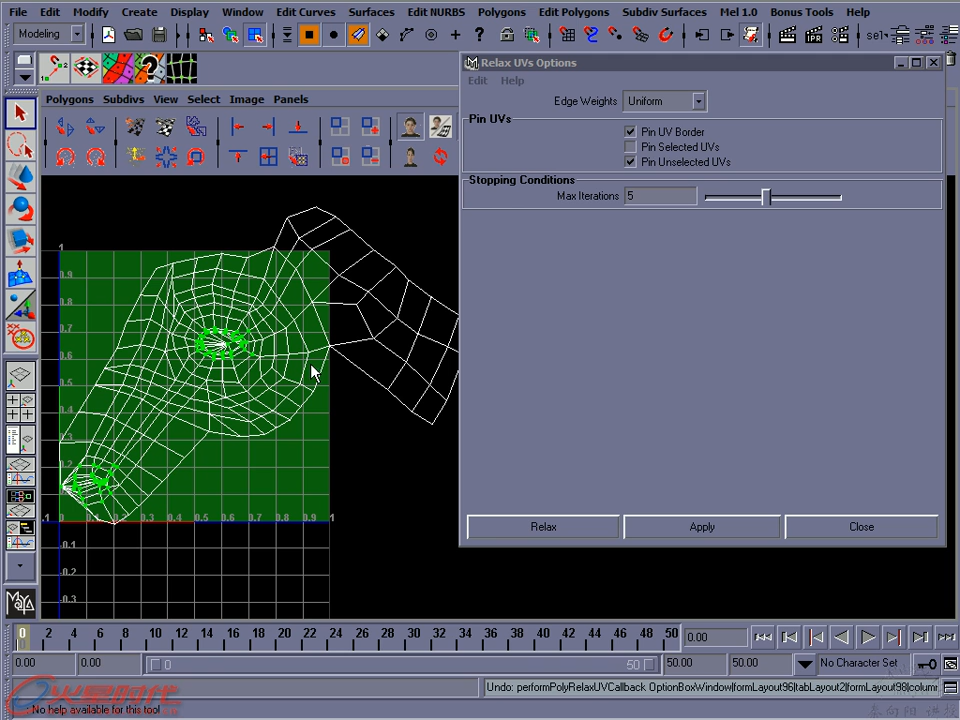 File Edit Modify Create Display Window Edit Curves Surfaces Edit NURBS Polygons Edit Polygons Subdiv Surfaces Mel 1.0 Bonus Tools Help
Modeling
sel
Relax UVs Options
Edit Help
Polygons Subdivs View Select Image Panels
Edge Weights Uniform
Pin UVs
Pin UV Border
Pin Selected UVs
Pin Unselected UVs
Stopping Conditions
Max Iterations 5
1
0.9
0.8
0.7
0.6
0.5
0.4
0.3
0.2
.1 0 0.1 0.2 0.3 0.4 0.5 0.6 0.7 0.8 0.9 1
-0.1
-0.2
-0.3
Relax Apply Close
MAYA
0 2 4 6 8 10 12 14 16 18 20 22 24 26 28 30 32 34 36 38 40 42 44 46 48 50 0.00
0.00 0.00 0 50 50.00 50.00 No Character Set
Undo: performPolyRelaxUVCallback OptionBoxWindow|formLayout96|tabLayout2|formLayout98|column
火星时代
No help available for this tool